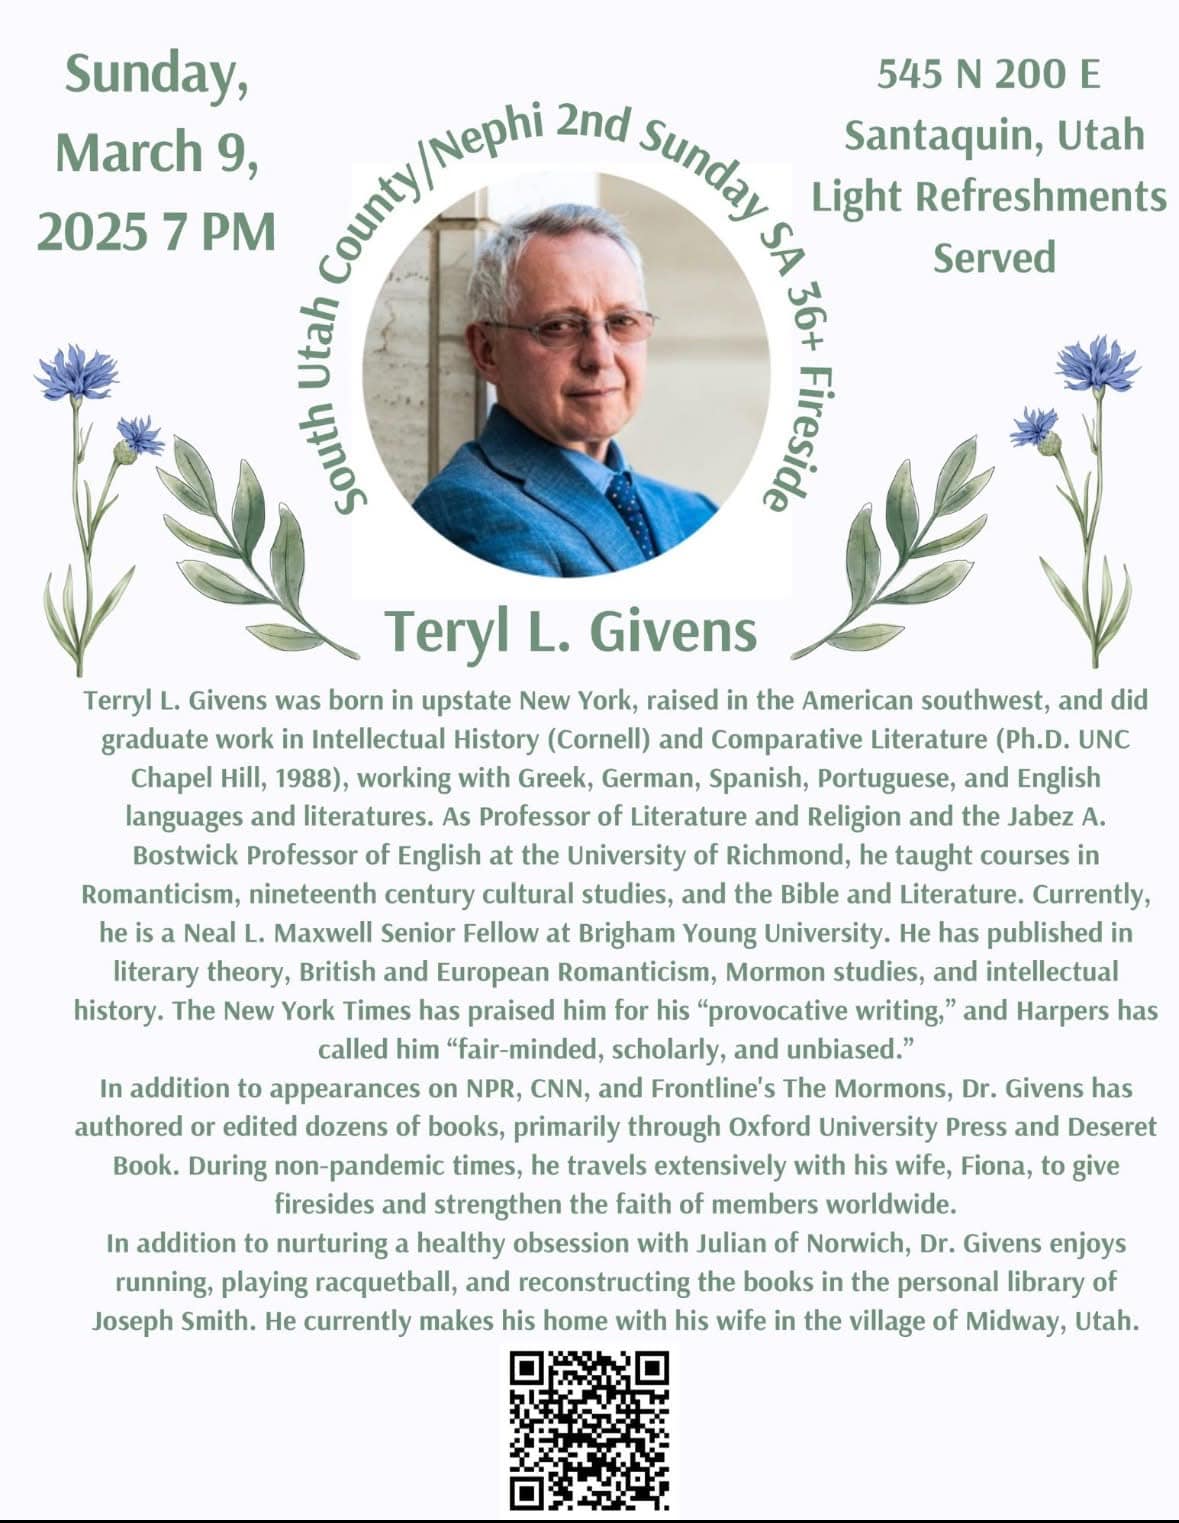 Sunday,
March 9,
2025 7 PM
545 N 200 E
Santaquin, Utah
Light Refreshments
Served
South Utah County/Nephi 2nd Sunday SA 36+ Fireside
Teryl L. Givens
Terryl L. Givens was born in upstate New York, raised in the American southwest, and did
graduate work in Intellectual History (Cornell) and Comparative Literature (Ph.D. UNC
Chapel Hill, 1988), working with Greek, German, Spanish, Portuguese, and English
languages and literatures. As Professor of Literature and Religion and the Jabez A.
Bostwick Professor of English at the University of Richmond, he taught courses in
Romanticism, nineteenth century cultural studies, and the Bible and Literature. Currently,
he is a Neal L. Maxwell Senior Fellow at Brigham Young University. He has published in
literary theory, British and European Romanticism, Mormon studies, and intellectual
history. The New York Times has praised him for his “provocative writing,” and Harpers has
called him “fair-minded, scholarly, and unbiased.”
In addition to appearances on NPR, CNN, and Frontline's The Mormons, Dr. Givens has
authored or edited dozens of books, primarily through Oxford University Press and Deseret
Book. During non-pandemic times, he travels extensively with his wife, Fiona, to give
firesides and strengthen the faith of members worldwide.
In addition to nurturing a healthy obsession with Julian of Norwich, Dr. Givens enjoys
running, playing racquetball, and reconstructing the books in the personal library of
Joseph Smith. He currently makes his home with his wife in the village of Midway, Utah.